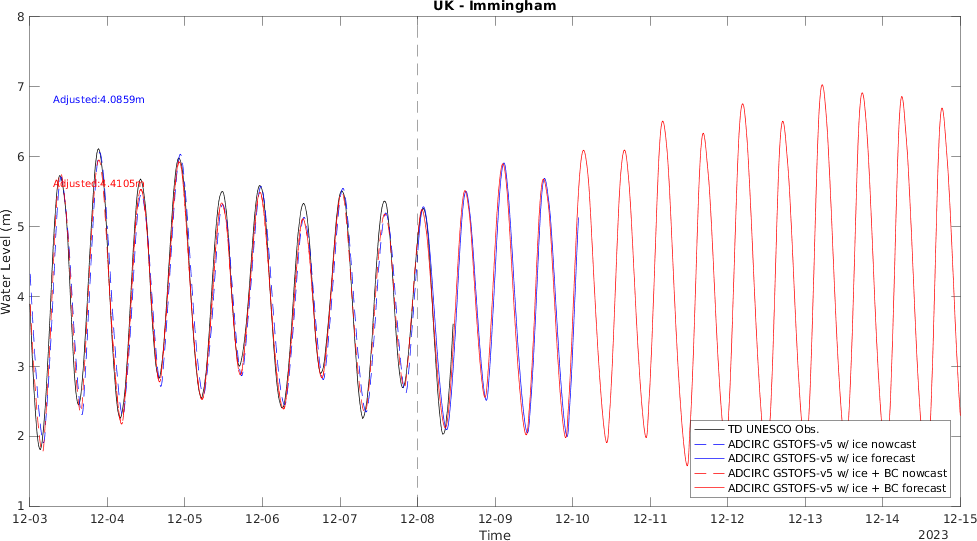 UK - Immingham
8
7
6
5
4
3
2
1
Water Level (m)
Adjusted:4.0859m
Adjusted:4.4105m
TD UNESCO Obs.
ADCIRC GSTOFS-v5 w/ ice nowcast
ADCIRC GSTOFS-v5 w/ ice forecast
ADCIRC GSTOFS-v5 w/ ice + BC nowcast
ADCIRC GSTOFS-v5 w/ ice + BC forecast
12-03 12-04 12-05 12-06 12-07 12-08 12-09 12-10 12-11 12-12 12-13 12-14 12-15
Time
2023